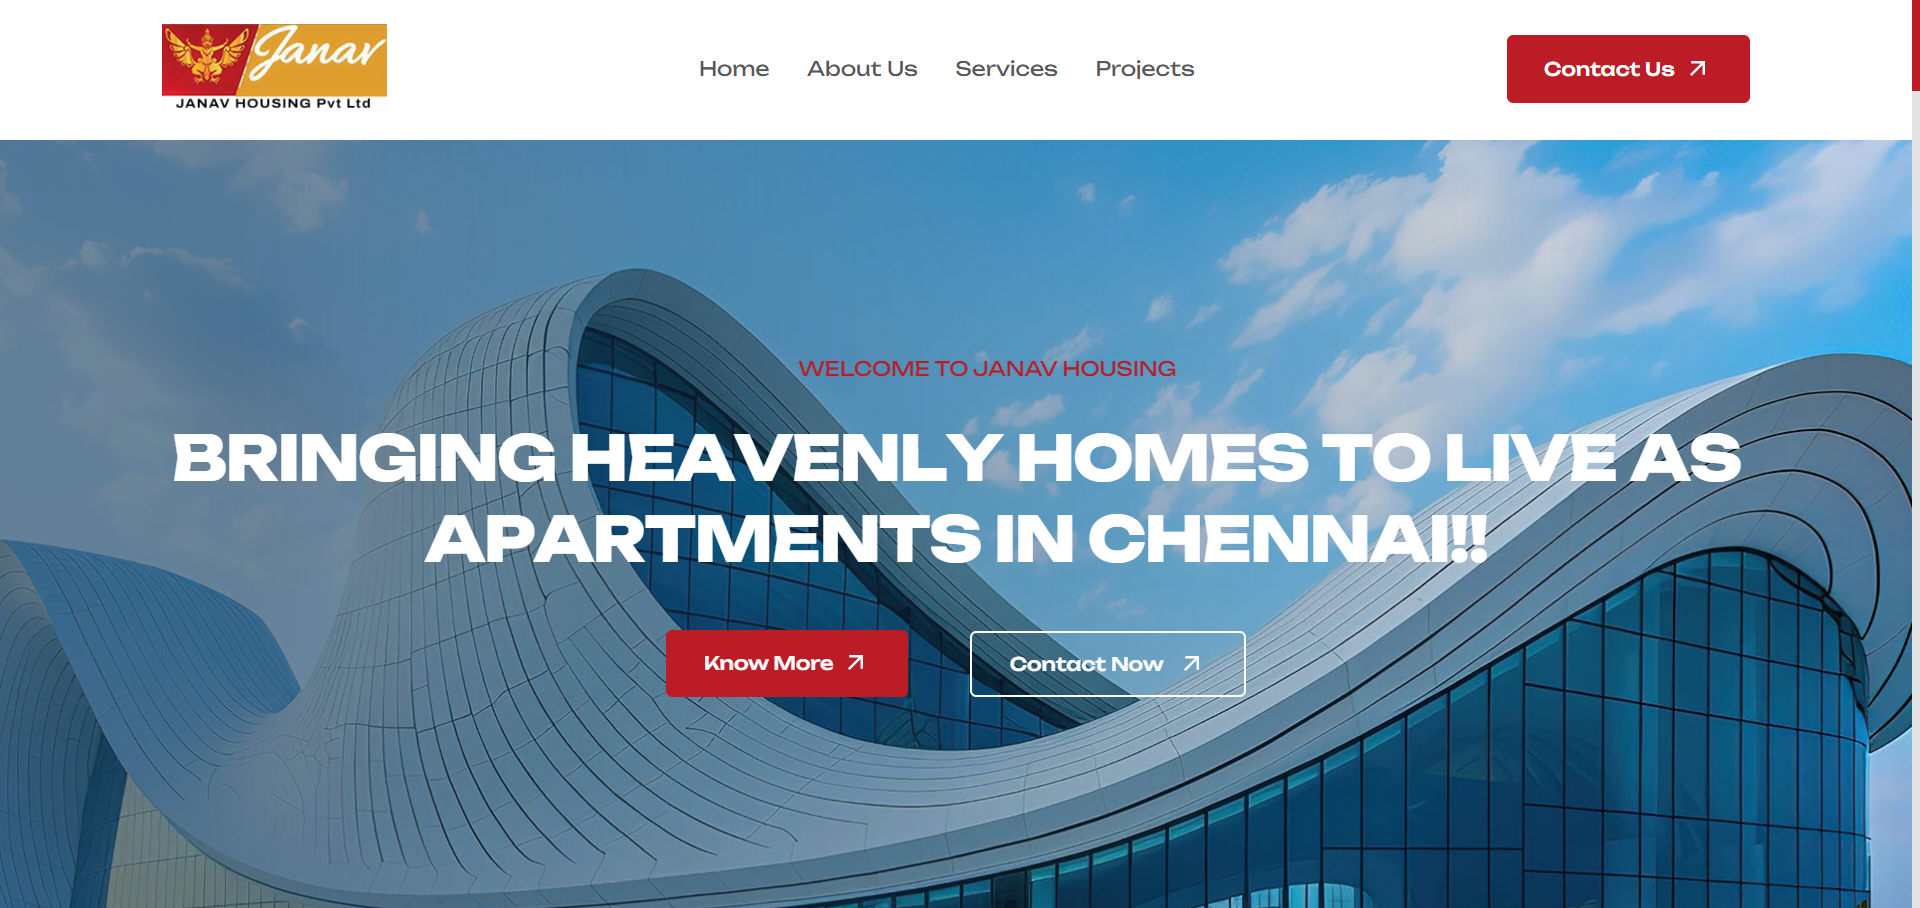 Janav
JANAV HOUSING Pvt Ltd
Home About Us Services Projects
Contact Us
WELCOME TO JANAV HOUSING
BRINGING HEAVENLY HOMES TO LIVE AS
APARTMENTS IN CHENNAI!!
Know More
Contact Now